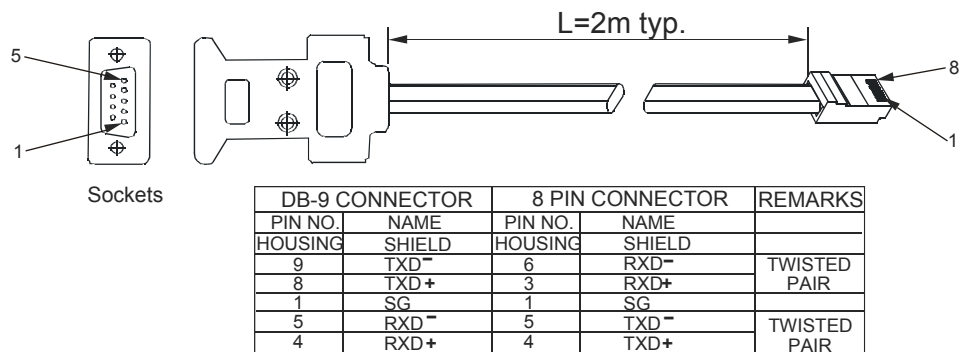 L=2m typ.
5
8
1
1
Sockets
DB-9 CONNECTOR 8 PIN CONNECTOR REMARKS
PIN NO. NAME PIN NO. NAME
HOUSING SHIELD HOUSING SHIELD
9 TXD- 6 RXD- TWISTED
8 TXD+ 3 RXD+ PAIR
1 SG 1 SG
5 RXD- 5 TXD- TWISTED
4 RXD+ 4 TXD+ PAIR